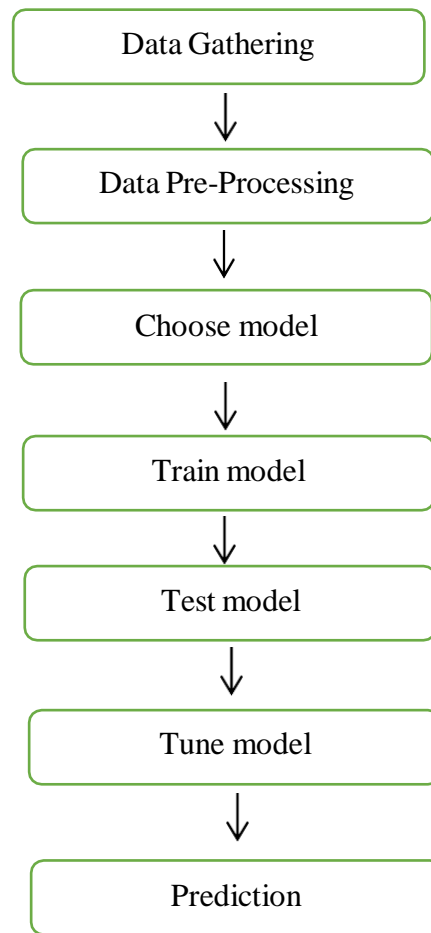 Data Gathering
Data Pre-Processing
Choose model
Train model
Test model
Tune model
Prediction